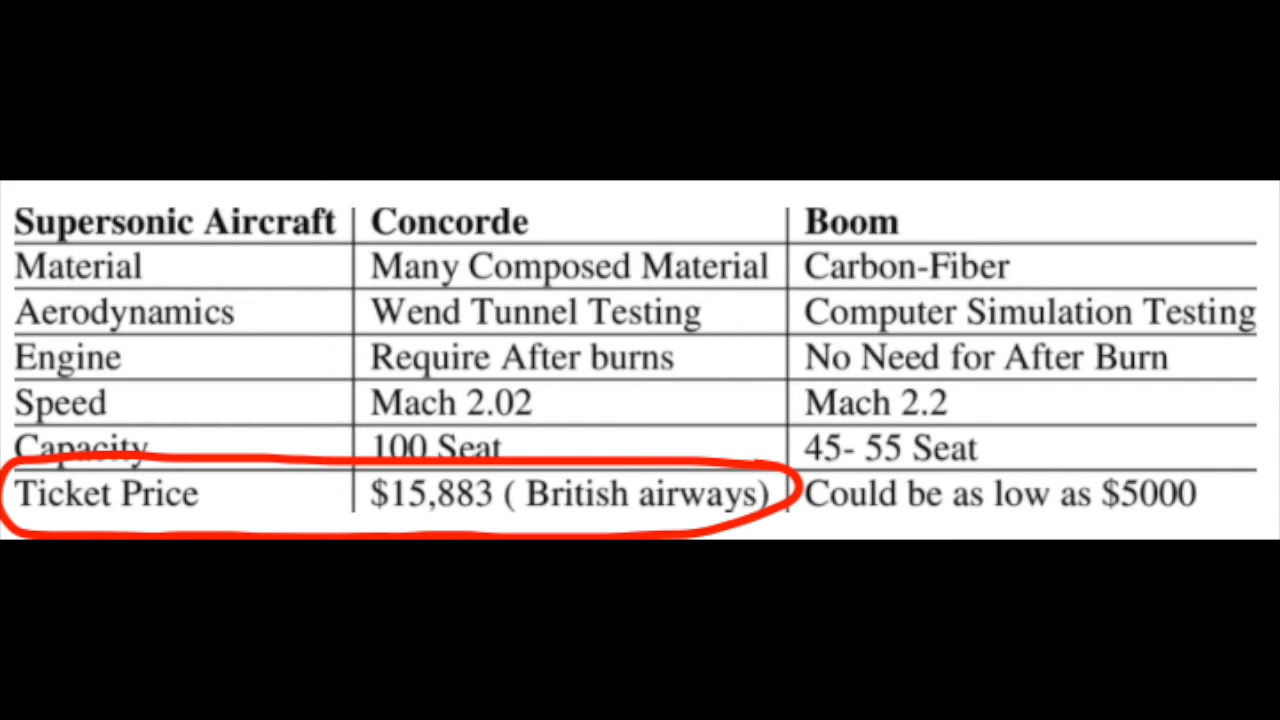 Supersonic Aircraft Concorde Boom
Material Many Composed Material Carbon-Fiber
Aerodynamics Wend Tunnel Testing Computer Simulation Testing
Engine Require After burns No Need for After Burn
Speed Mach 2.02 Mach 2.2
Capacity 100 Seat 45- 55 Seat
Ticket Price $15,883 ( British airways) Could be as low as $5000